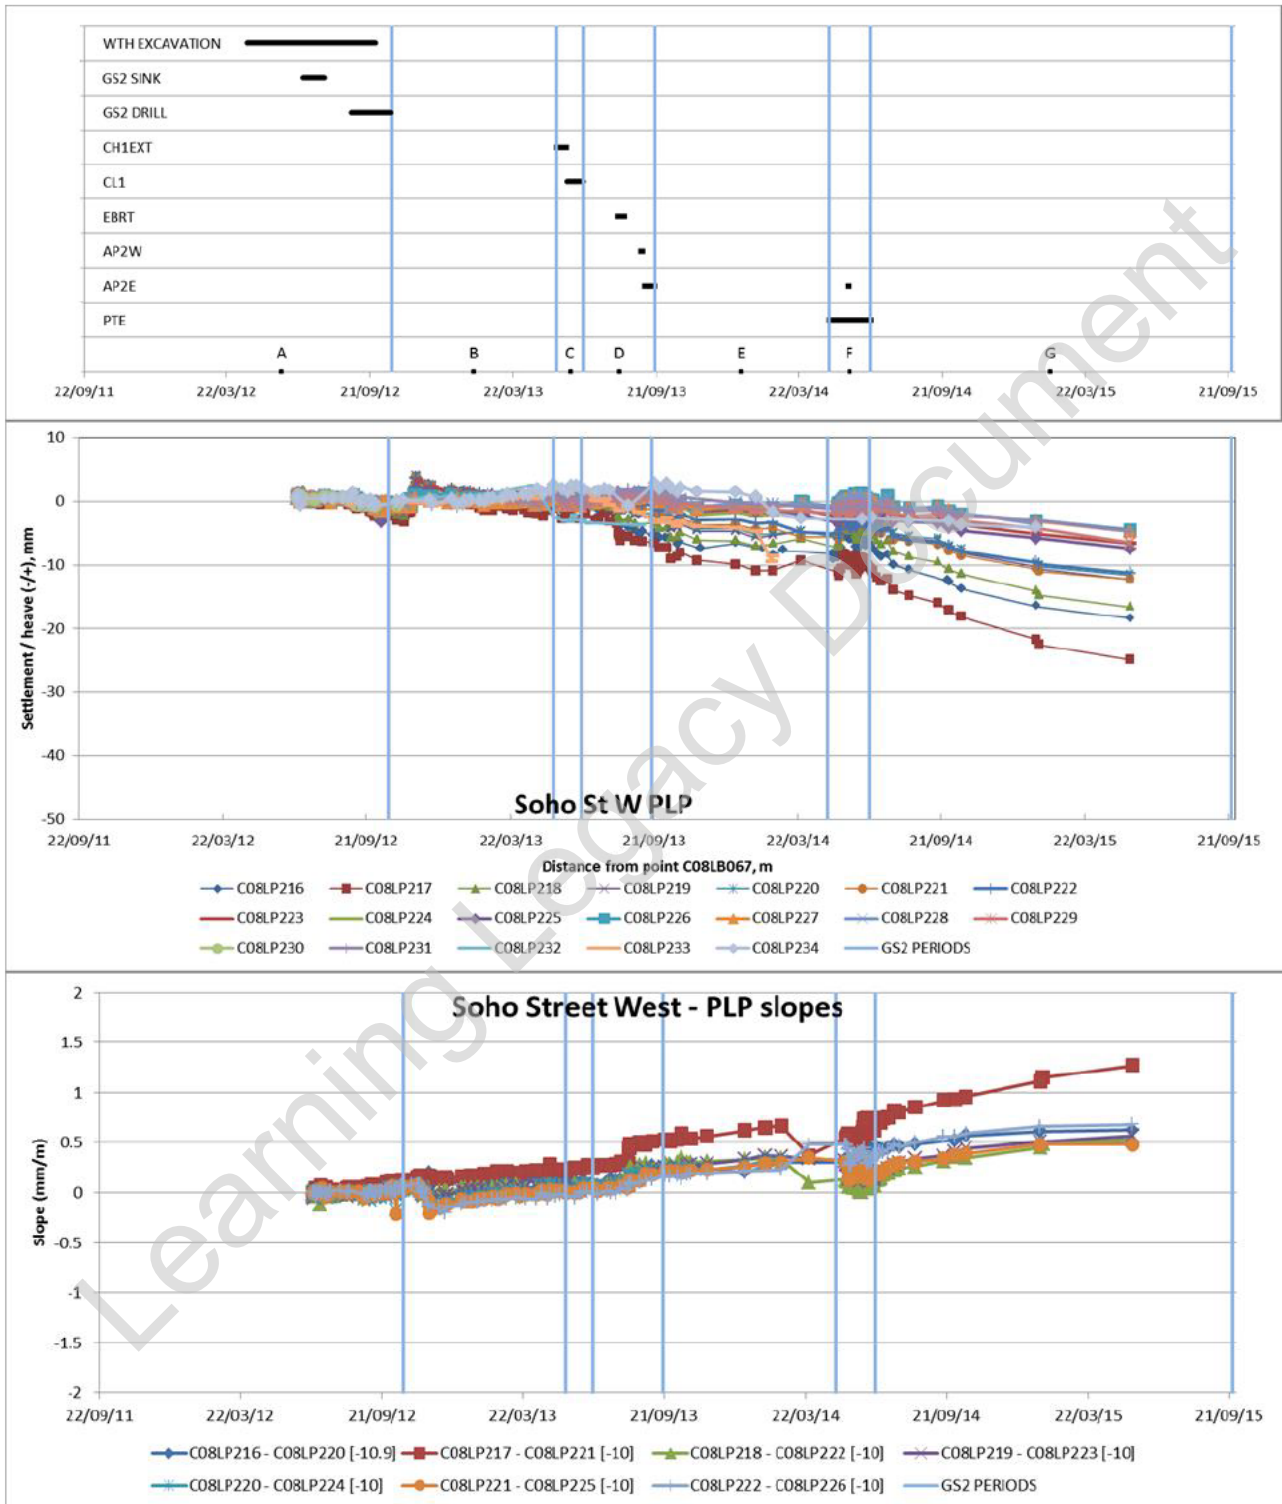 WTH EXCAVATION
GS2 SINK
GS2 DRILL
CH1EXT
CL1
EBRT
AP2W
AP2E
PTE
A B C D E F G
22/09/11 22/03/12 21/09/12 22/03/13 21/09/13 22/03/14 21/09/14 22/03/15 21/09/15
10
0
-10
-20
-30
-40
-50
Settlement / heave (-/+), mm
Soho St W PLP
22/09/11 22/03/12 21/09/12 22/03/13 21/09/13 22/03/14 21/09/14 22/03/15 21/09/15
Distance from point C08LB067, m
C08LP216 C08LP217 C08LP218 C08LP219 C08LP220 C08LP221 C08LP222
C08LP223 C08LP224 C08LP225 C08LP226 C08LP227 C08LP228 C08LP229
C08LP230 C08LP231 C08LP232 C08LP233 C08LP234 GS2 PERIODS
Soho Street West - PLP slopes
2
1.5
1
0.5
0
-0.5
-1
-1.5
-2
Slope (mm/m)
22/09/11 22/03/12 21/09/12 22/03/13 21/09/13 22/03/14 21/09/14 22/03/15 21/09/15
C08LP216 - C08LP220 [-10.9] C08LP217 - C08LP221 [-10] C08LP218 - C08LP222 [-10] C08LP219 - C08LP223 [-10]
C08LP220 - C08LP224 [-10] C08LP221 - C08LP225 [-10] C08LP222 - C08LP226 [-10] GS2 PERIODS
Learning Legacy Document